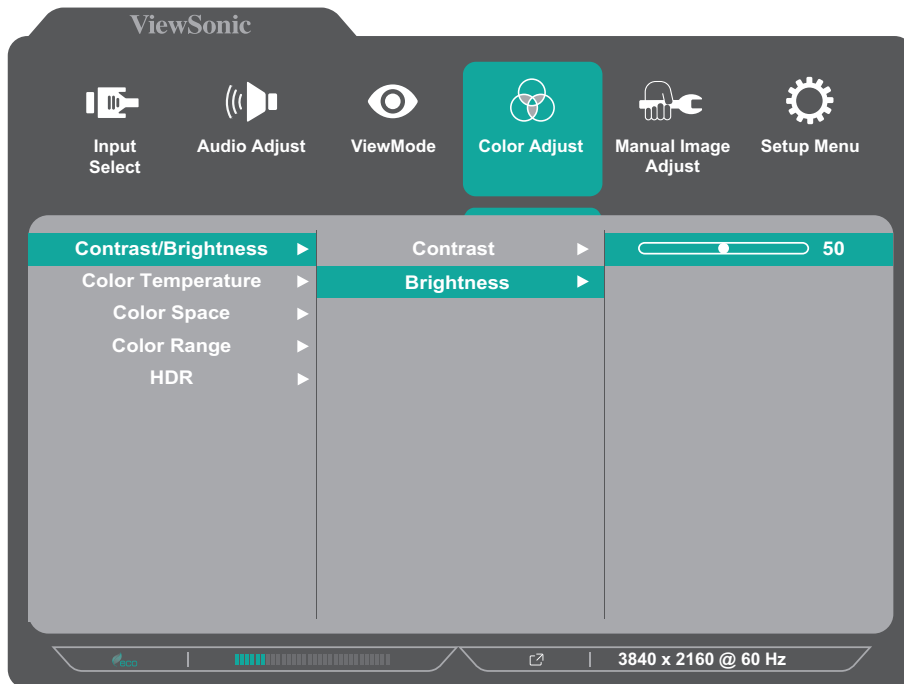 ViewSonic
Input
Select
Audio Adjust
ViewMode
Color Adjust
Manual Image
Adjust
Setup Menu
Contrast/Brightness
Contrast
50
Color Temperature
Brightness
Color Space
Color Range
HDR
eco
3840 x 2160 @ 60 Hz